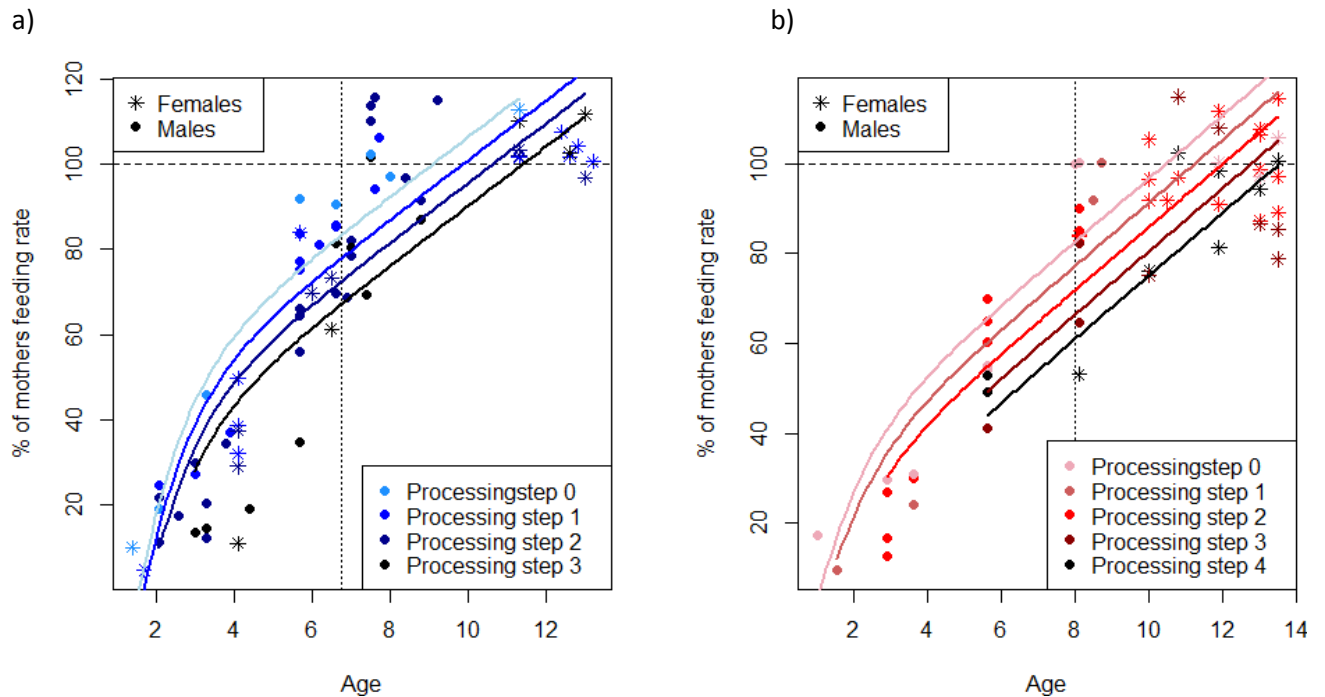 a)
b)
Females
Males
Processingstep 0
Processing step 1
Processing step 2
Processing step 3
% of mothers feeding rate
20
40
60
80
100
120
2
4
6
8
10
12
Age
Females
Males
Processingstep 0
Processing step 1
Processing step 2
Processing step 3
Processing step 4
% of mothers feeding rate
20
40
60
80
100
2
4
6
8
10
12
14
Age